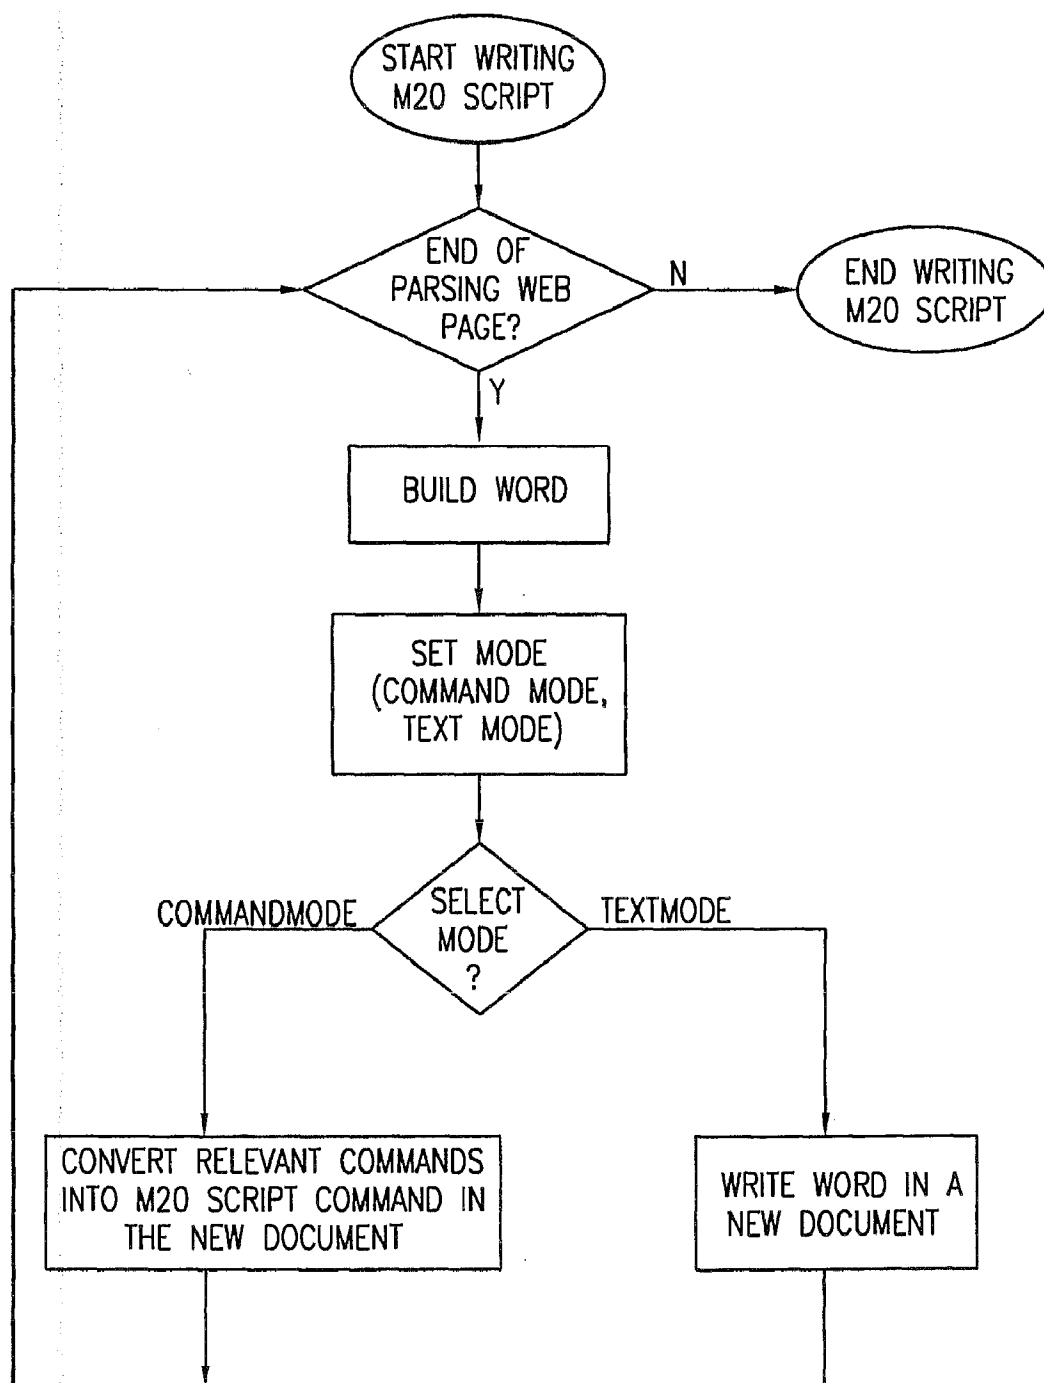 START WRITING
M20 SCRIPT
END OF
PARSING WEB
PAGE?
N
END WRITING
M20 SCRIPT
Y
BUILD WORD
SET MODE
(COMMAND MODE,
TEXT MODE)
COMMANDMODE
SELECT
MODE
?
TEXTMODE
CONVERT RELEVANT COMMANDS
INTO M20 SCRIPT COMMAND IN
THE NEW DOCUMENT
WRITE WORD IN A
NEW DOCUMENT